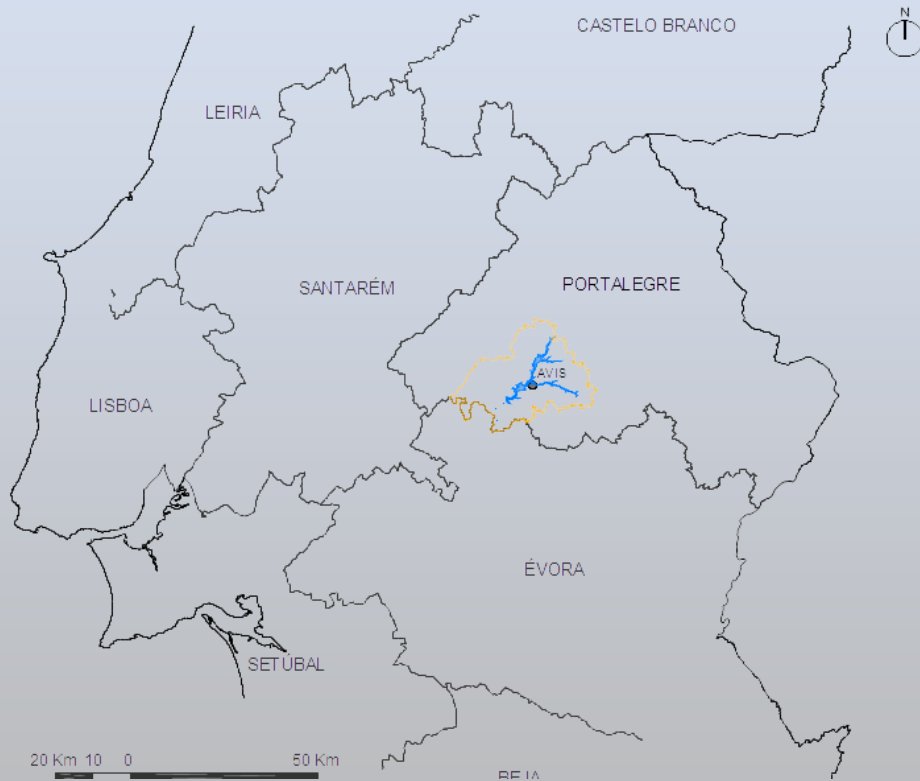 N
CASTELO BRANCO
LEIRIA
SANTARÉM
PORTALEGRE
AVIS
LISBOA
ÉVORA
SETÚBAL
20 Km 10 0 50 Km
BEJA